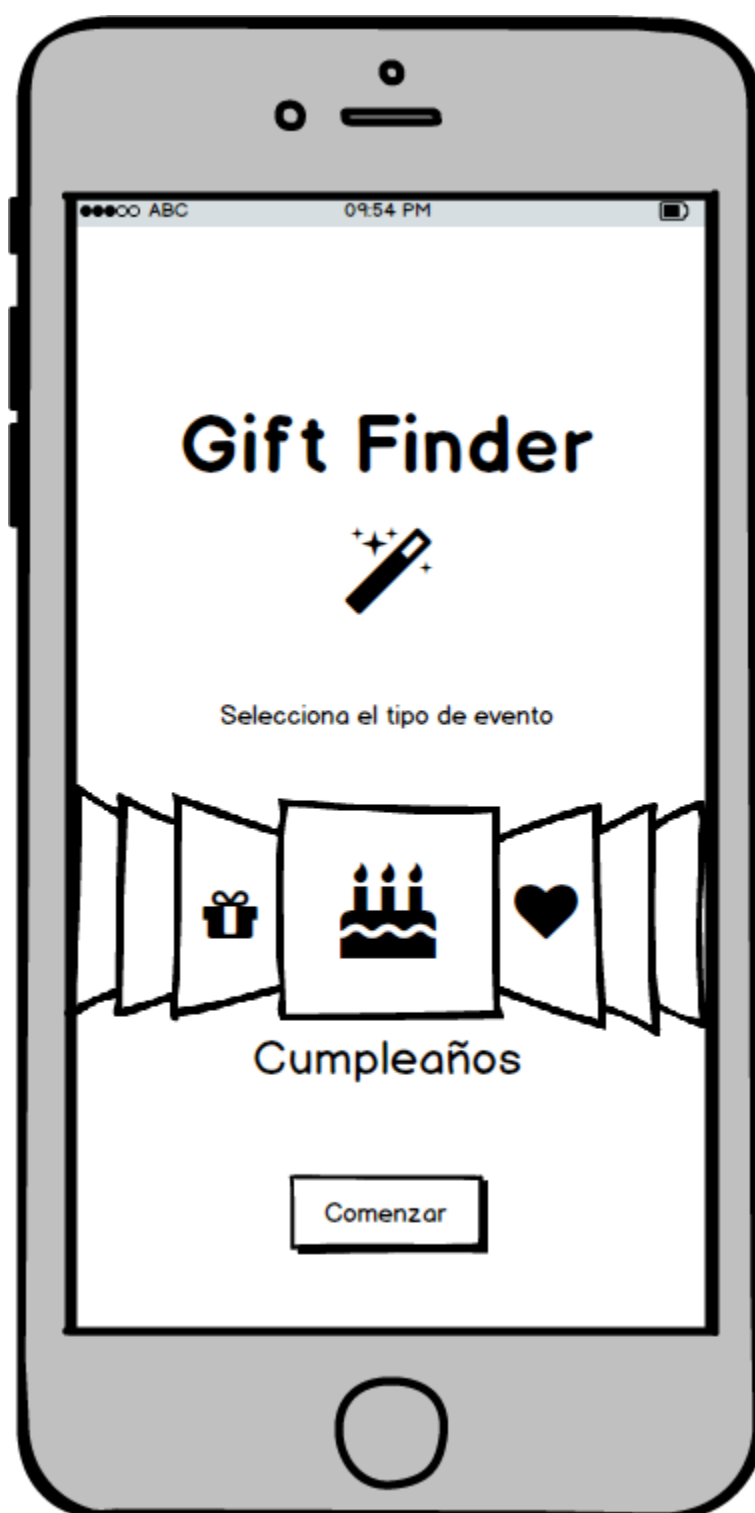 ABC 09:54 PM
Gift Finder
Selecciona el tipo de evento
Cumpleaños
Comenzar